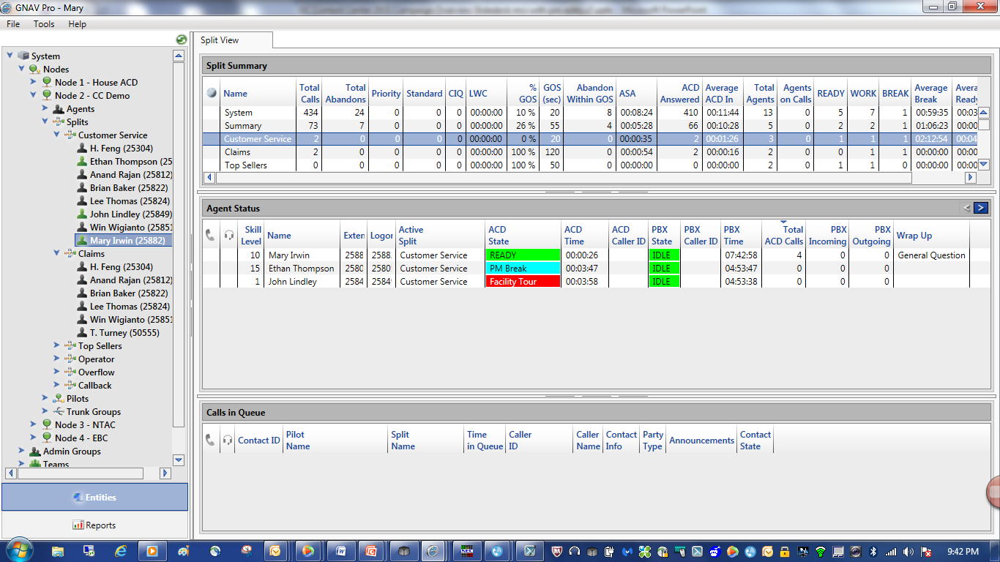 GNAV Pro - Mary
File Tools Help
System
Nodes
Node 1 - House ACD
Node 2 - CC Demo
Agents
Splits
Customer Service
H. Feng (25304)
Ethan Thompson (25
Anand Rajan (25812)
Brian Baker (25822)
Lee Thomas (25824)
John Lindley (25849)
Win Wigianto (25851
Mary Irwin (25882)
Claims
H. Feng (25304)
Anand Rajan (25812)
Brian Baker (25822)
Lee Thomas (25824)
Win Wigianto (25851
T. Turney (50555)
Top Sellers
Operator
Overflow
Callback
Pilots
Trunk Groups
Node 3 - NTAC
Node 4 - EBC
Admin Groups
Teams
Entities
Reports
Split View
Split Summary
Name Total Calls Total Abandons Priority Standard CIQ LWC % GOS GOS (sec) Abandon Within GOS ASA ACD Answered Average ACD In Total Agents Agents on Calls READY WORK BREAK Average Break Avera Ready
System 434 24 0 0 0 00:00:00 10 % 20 8 00:08:24 410 00:11:44 13 0 5 7 1 00:59:35 00:03
Summary 73 7 0 0 0 00:00:00 26 % 55 4 00:05:28 66 00:10:28 5 0 2 2 1 01:06:23 00:00
Customer Service 2 0 0 0 0 00:00:00 0 % 20 0 00:00:35 2 00:01:26 3 0 1 1 1 02:12:54 00:04
Claims 2 0 0 0 0 00:00:00 100 % 120 0 00:00:54 2 00:00:16 2 0 0 1 1 00:00:00 00:00
Top Sellers 0 0 0 0 0 00:00:00 100 % 50 0 00:00:00 0 00:00:00 2 0 1 1 0 00:00:00 00:00
Agent Status
Skill Level Name Exten Logon Active Split ACD State ACD Time ACD Caller ID PBX State PBX Caller ID PBX Time Total ACD Calls PBX Incoming PBX Outgoing Wrap Up
10 Mary Irwin 2588 2588 Customer Service READY 00:00:26 IDLE 07:42:58 4 0 0 General Question
15 Ethan Thompson 2580 2580 Customer Service PM Break 00:03:47 IDLE 04:53:47 0 0 0
1 John Lindley 2584 2584 Customer Service Facility Tour 00:03:58 IDLE 04:53:38 0 0 0
Calls in Queue
Contact ID Pilot Name Split Name Time in Queue Caller ID Caller Name Contact Info Party Type Announcements Contact State
NEC
9:42 PM